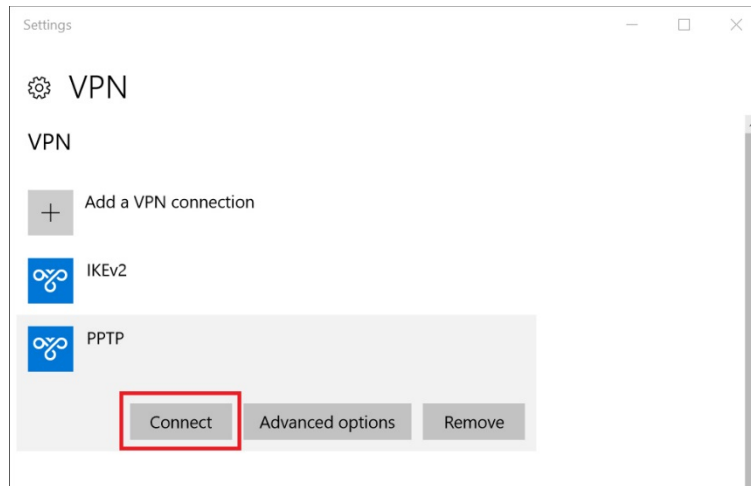 Settings
VPN
VPN
Add a VPN connection
IKEv2
PPTP
Connect Advanced options Remove